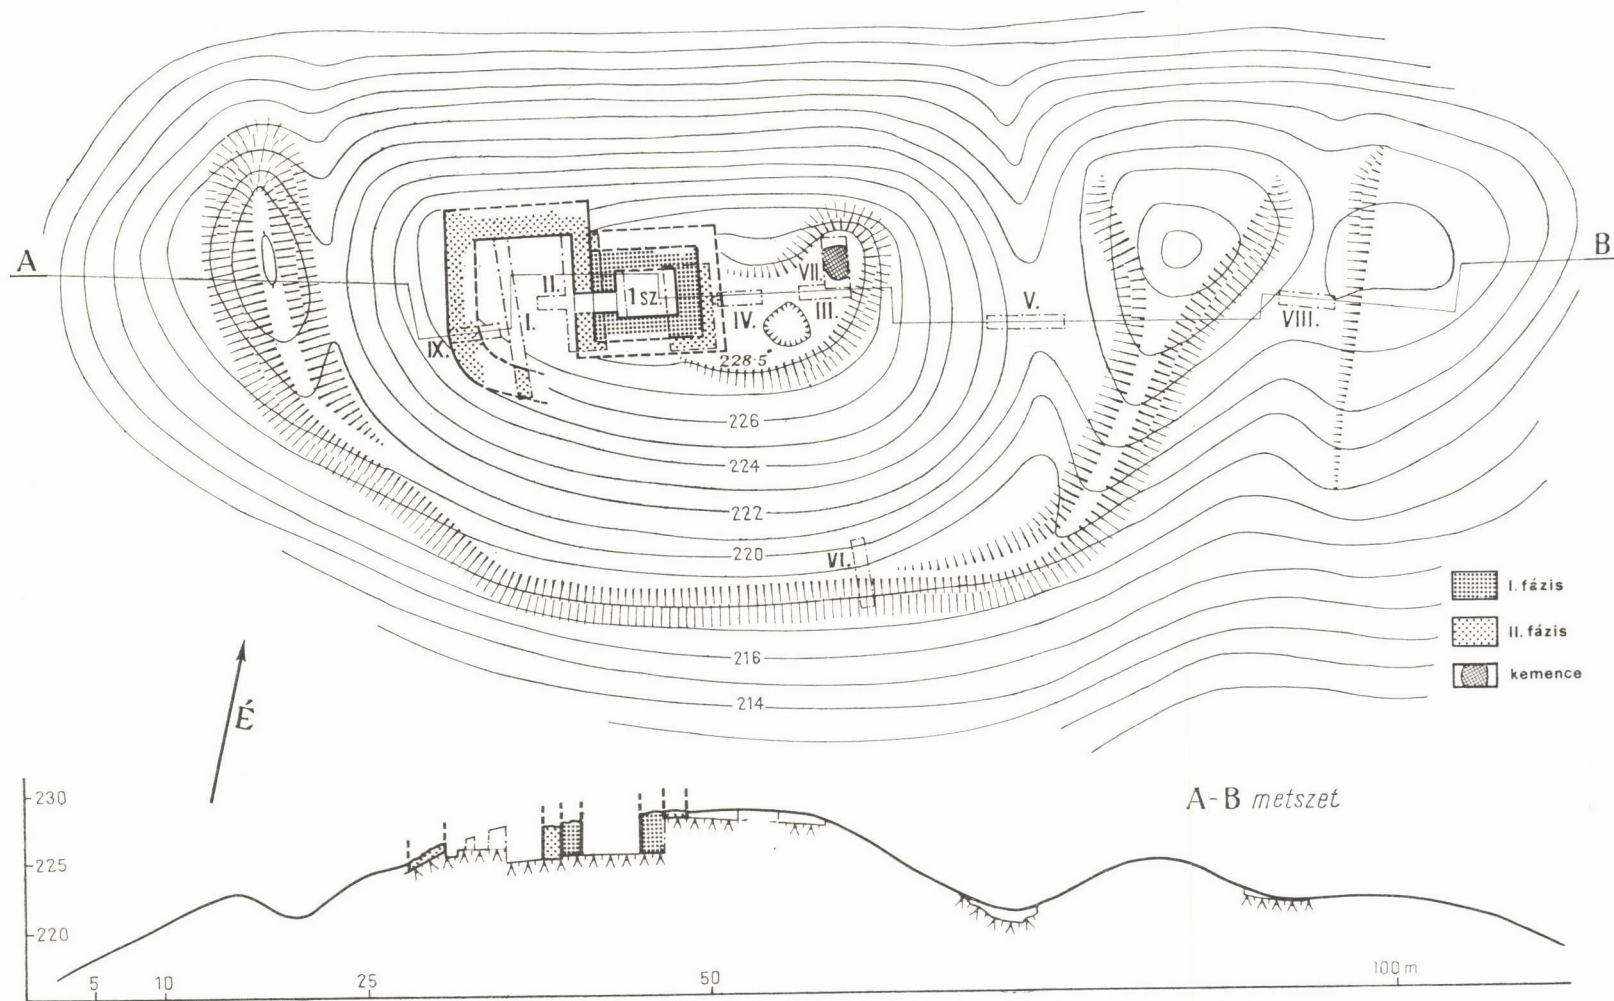 A
B
IX.
I.
II.
1 sz.
IV.
VII.
III.
V.
VIII.
228·5
226
224
222
220
VI.
216
214
I. fázis
II. fázis
kemence
É
A-B metszet
230
225
220
5
10
25
50
100 m